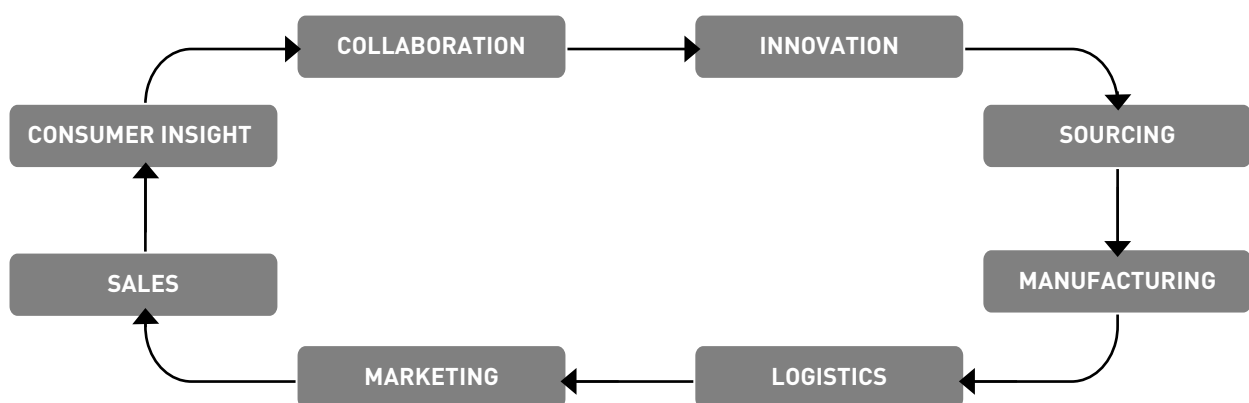 COLLABORATION
INNOVATION
CONSUMER INSIGHT
SOURCING
SALES
MANUFACTURING
MARKETING
LOGISTICS